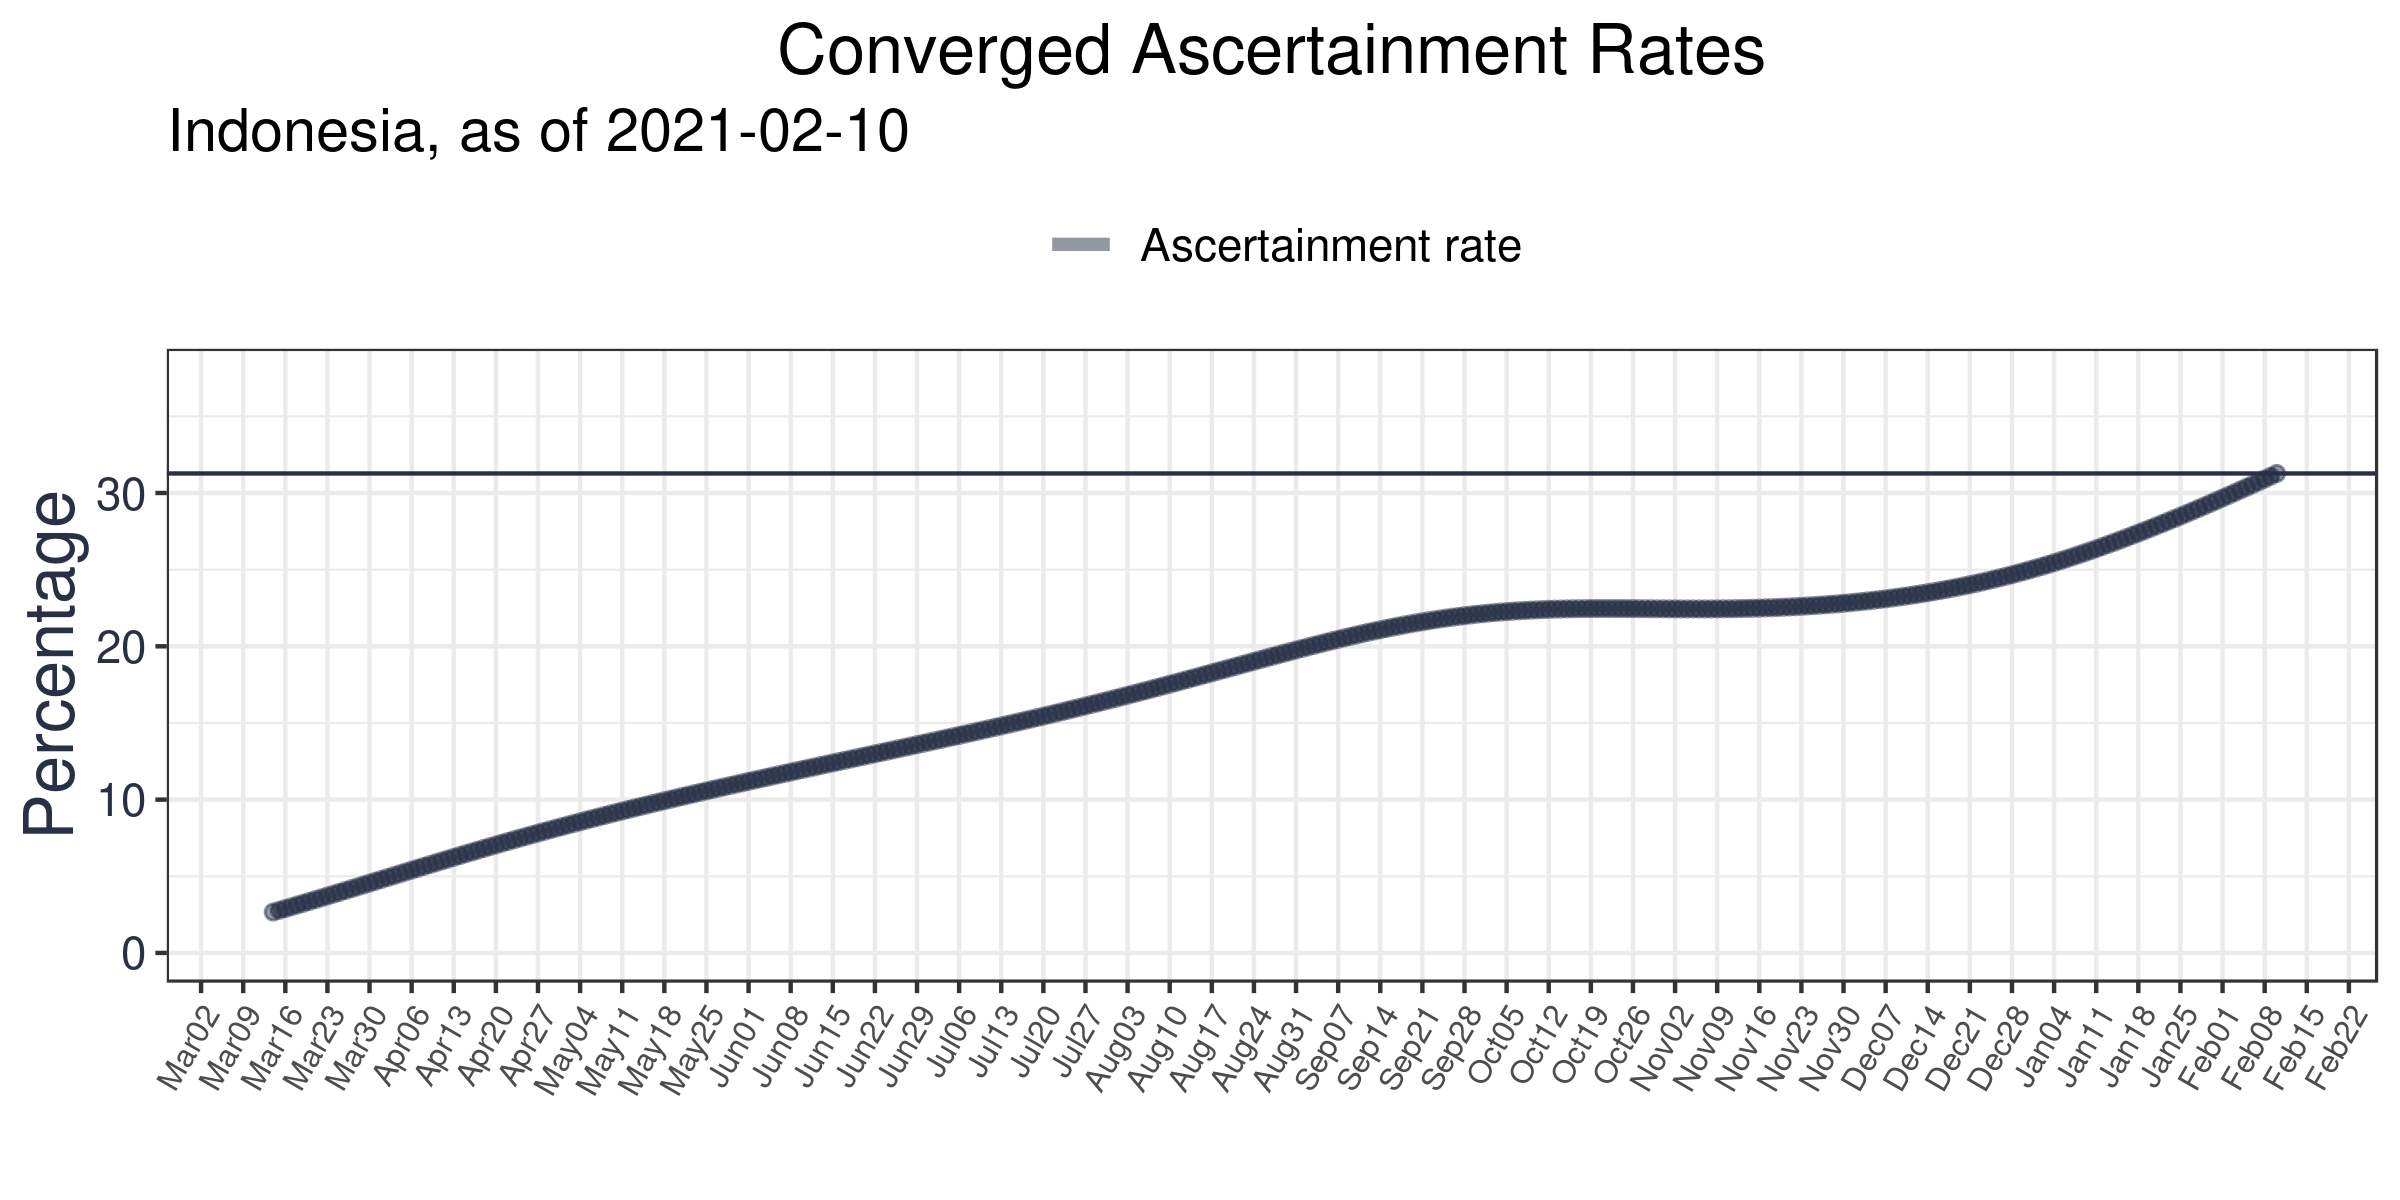 Converged Ascertainment Rates
Indonesia, as of 2021-02-10
Ascertainment rate
Percentage
30
20
10
0
Mar02 Mar09 Mar16 Mar23 Mar30 Apr06 Apr13 Apr20 Apr27 May04 May11 May18 May25 Jun01 Jun08 Jun15 Jun22 Jun29 Jul06 Jul13 Jul20 Jul27 Aug03 Aug10 Aug17 Aug24 Aug31 Sep07 Sep14 Sep21 Sep28 Oct05 Oct12 Oct19 Oct26 Nov02 Nov09 Nov16 Nov23 Nov30 Dec07 Dec14 Dec21 Dec28 Jan04 Jan11 Jan18 Jan25 Feb01 Feb08 Feb15 Feb22